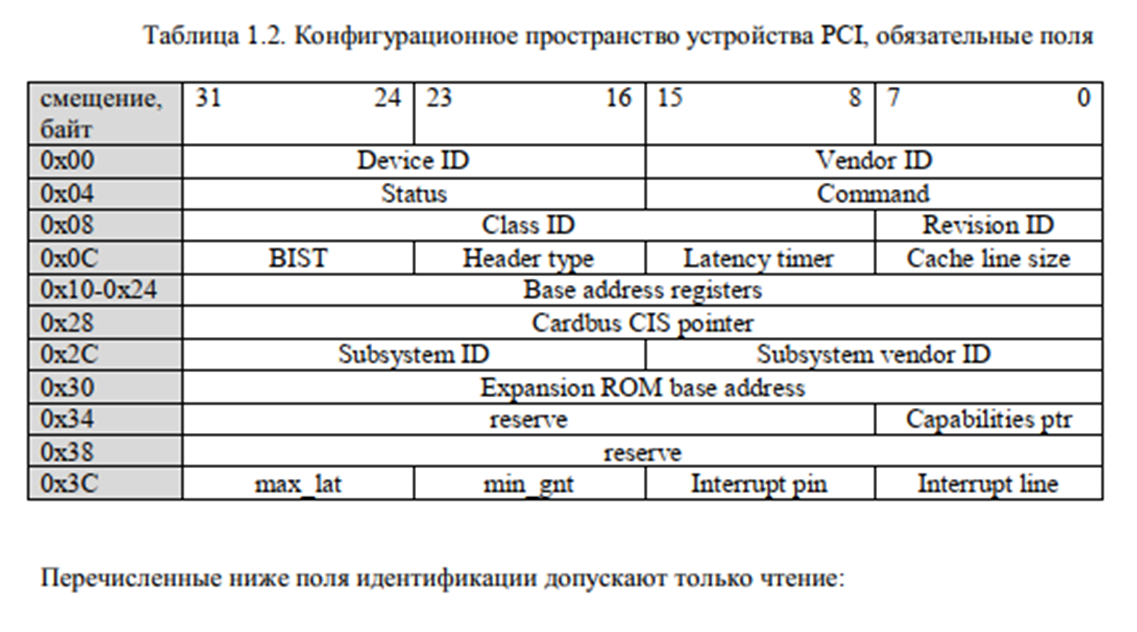 Таблица 1.2. Конфигурационное пространство устройства PCI, обязательные поля
смещение, байт 31 24 23 16 15 8 7 0
0x00 Device ID Vendor ID
0x04 Status Command
0x08 Class ID Revision ID
0x0C BIST Header type Latency timer Cache line size
0x10-0x24 Base address registers
0x28 Cardbus CIS pointer
0x2C Subsystem ID Subsystem vendor ID
0x30 Expansion ROM base address
0x34 reserve Capabilities ptr
0x38 reserve
0x3C max_lat min_gnt Interrupt pin Interrupt line
Перечисленные ниже поля идентификации допускают только чтение: